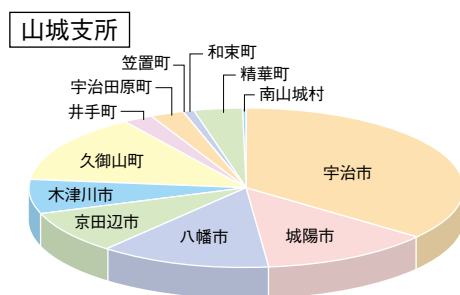 山城支所
和束町
笠置町
精華町
宇治田原町
南山城村
井手町
久御山町
宇治市
木津川市
京田辺市
八幡市
城陽市